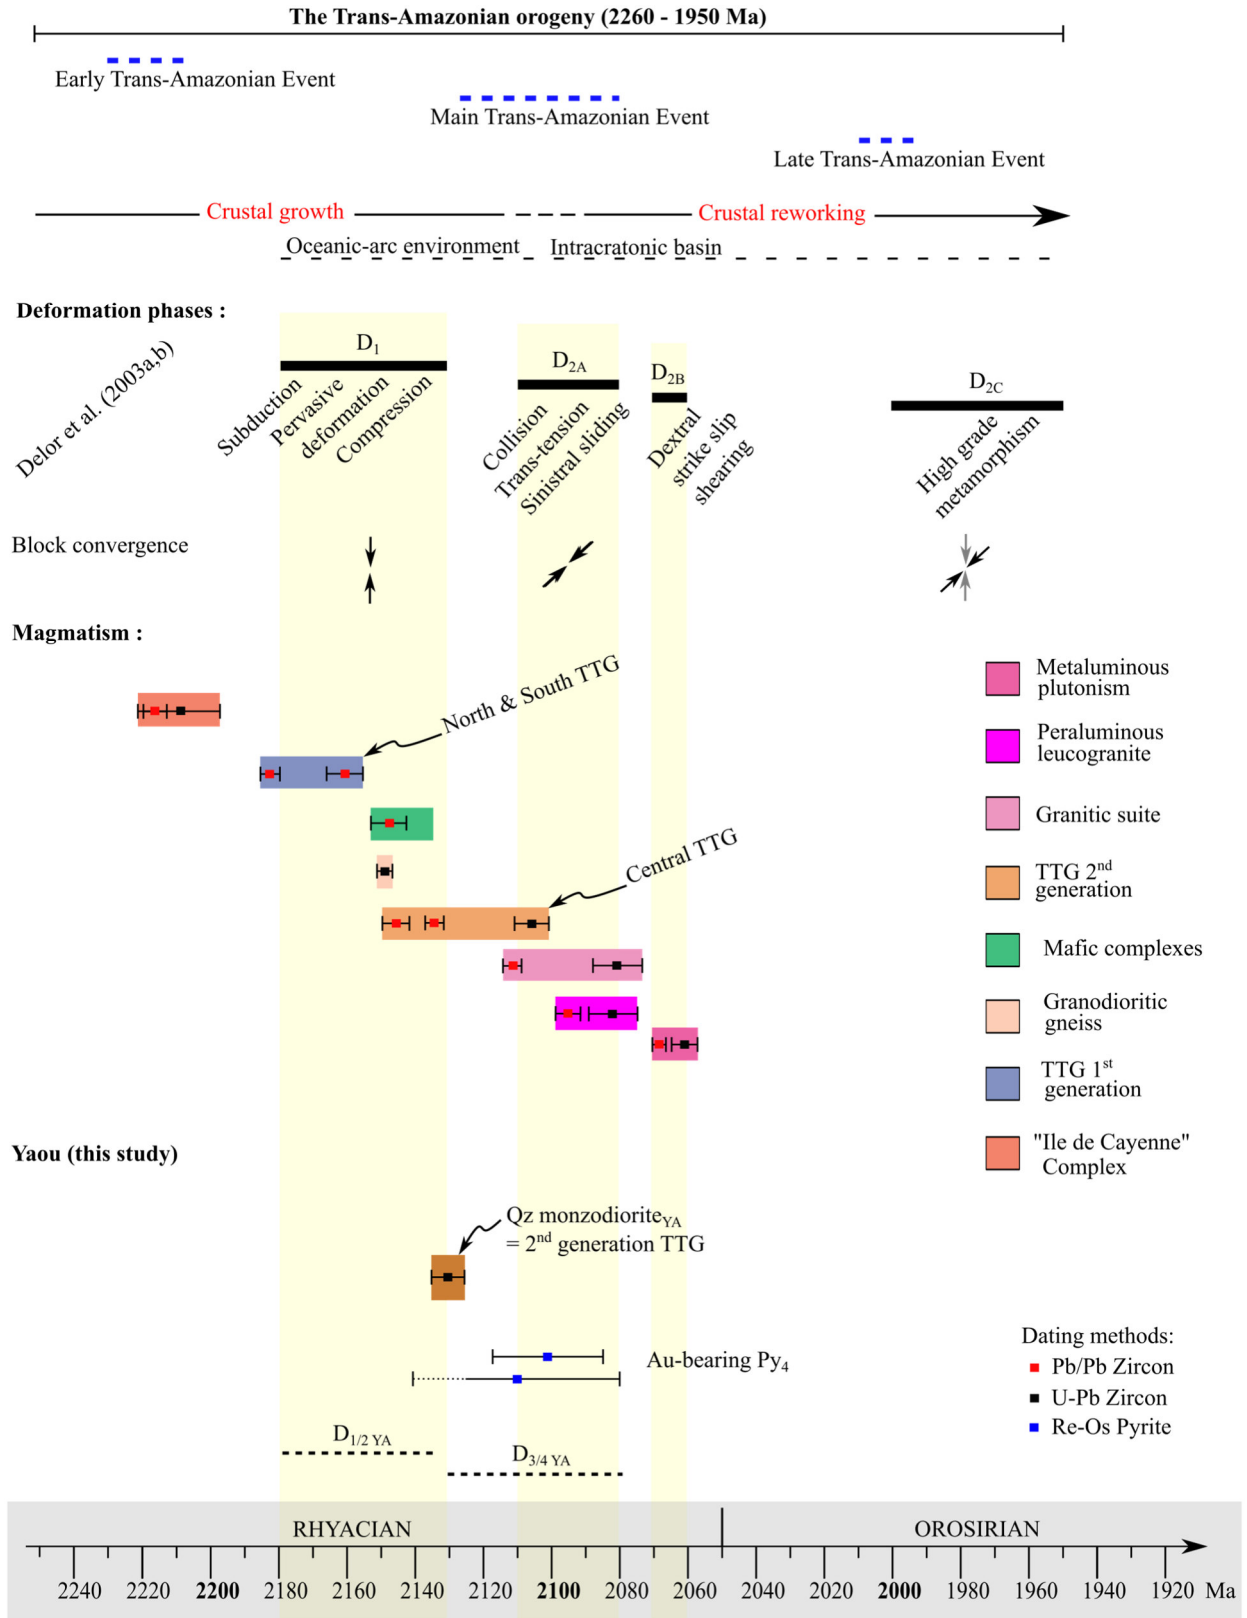 The Trans-Amazonian orogeny (2260 - 1950 Ma)
Early Trans-Amazonian Event
Main Trans-Amazonian Event
Late Trans-Amazonian Event
Crustal growth
Crustal reworking
Oceanic-arc environment
Intracratonic basin
Deformation phases :
Delor et al. (2003a,b)
D1
Subduction
Pervasive
deformation
Compression
D2A
Collision
Trans-tension
Sinistral sliding
D2B
Dextral
strike slip
shearing
D2C
High grade
metamorphism
Block convergence
Magmatism :
North & South TTG
Central TTG
Metaluminous
plutonism
Peraluminous
leucogranite
Granitic suite
TTG 2nd
generation
Mafic complexes
Granodioritic
gneiss
TTG 1st
generation
"Ile de Cayenne"
Complex
Yaou (this study)
Qz monzodioriteYA
= 2nd generation TTG
Au-bearing Py4
Dating methods:
Pb/Pb Zircon
U-Pb Zircon
Re-Os Pyrite
D1/2 YA
D3/4 YA
RHYACIAN
OROSIRIAN
2240 2220 2200 2180 2160 2140 2120 2100 2080 2060 2040 2020 2000 1980 1960 1940 1920 Ma